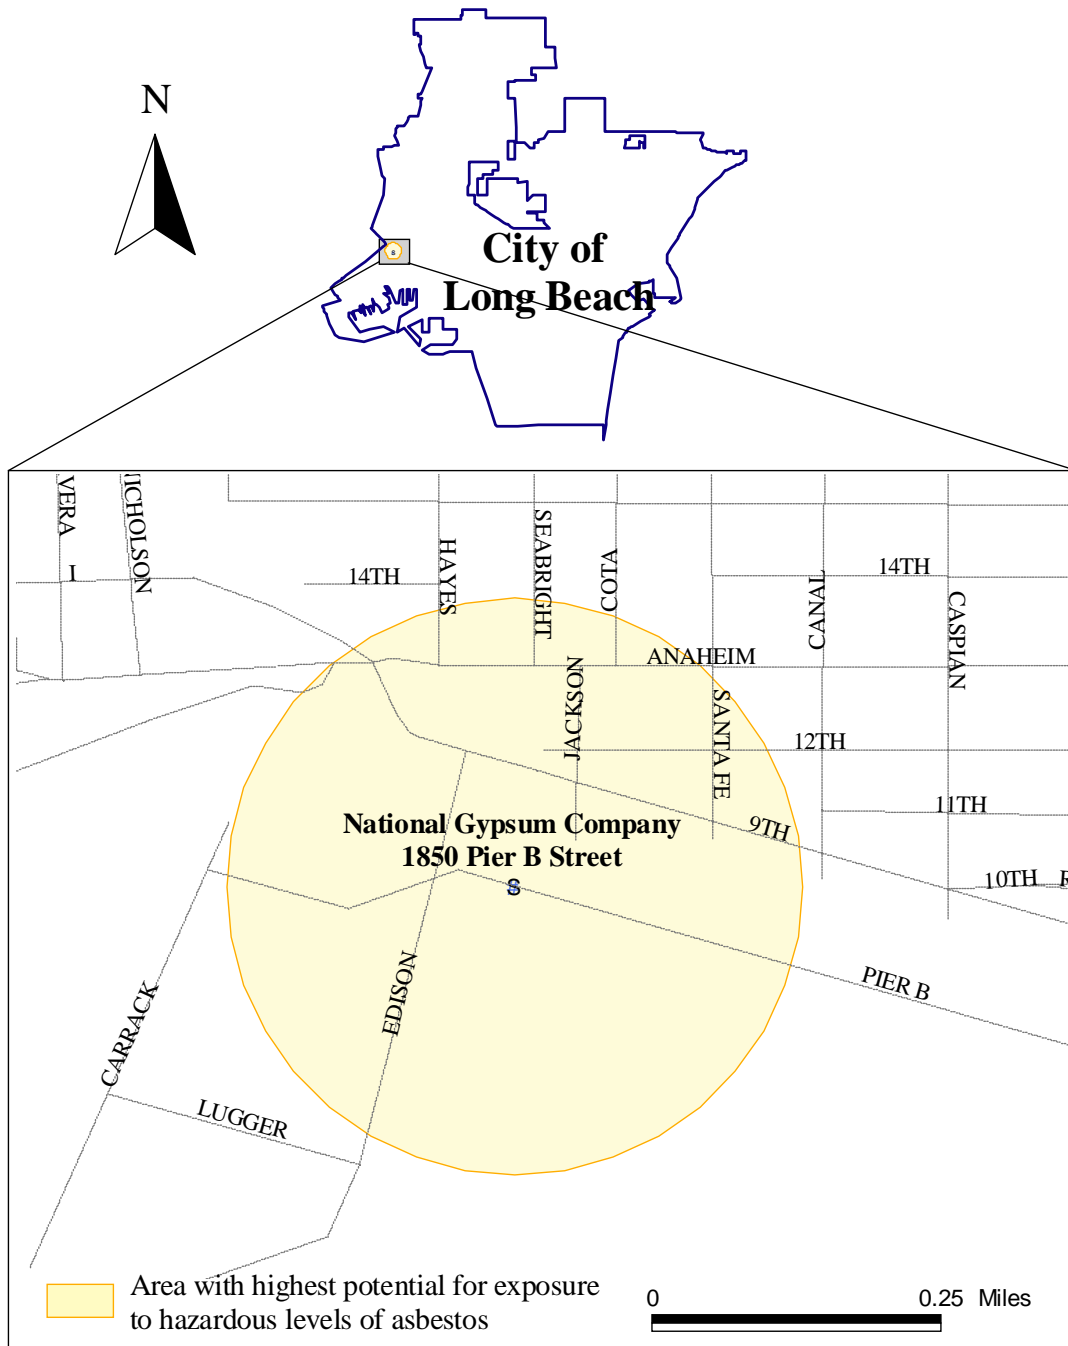 N
City of
Long Beach
S
VERA
ICHOLSON
I
14TH
HAYES
SEABRIGHT
COTA
14TH
CANAL
CASPIAN
ANAHEIM
JACKSON
SANTA FE
12TH
11TH
9TH
10TH
National Gypsum Company
1850 Pier B Street
S
EDISON
PIER B
CARRACK
LUGGER
Area with highest potential for exposure
to hazardous levels of asbestos
0 0.25 Miles